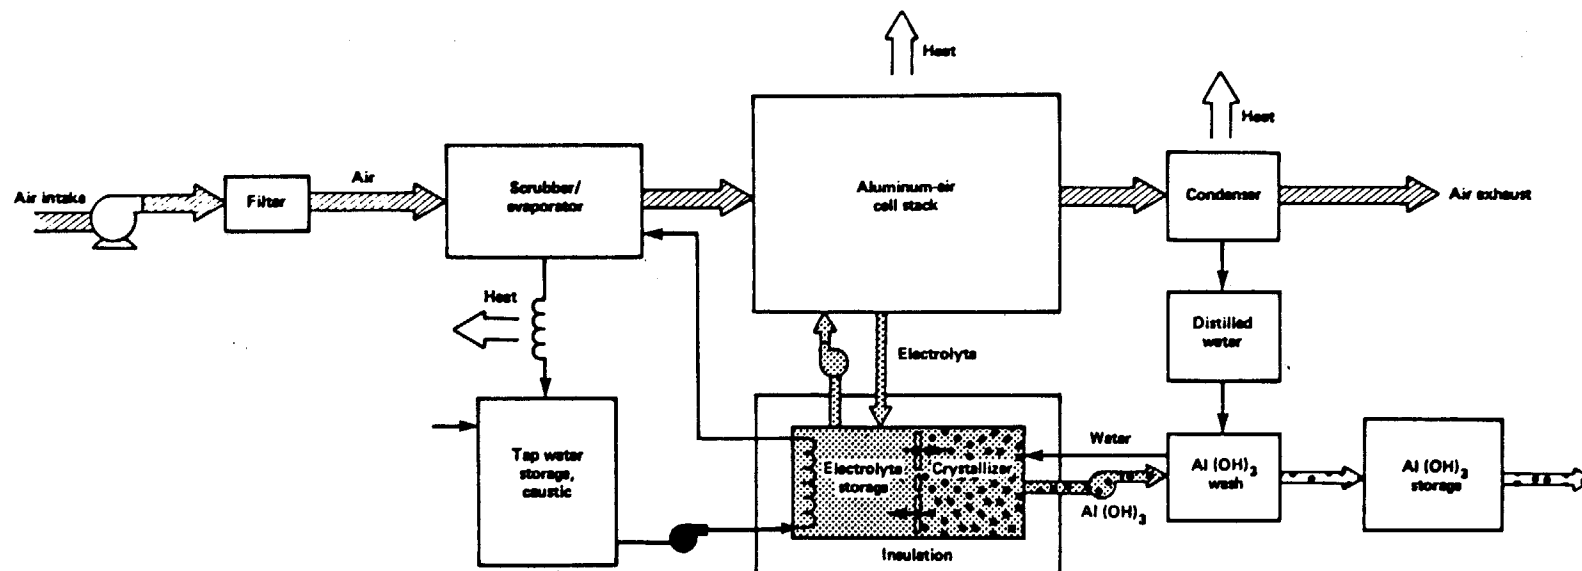 Heat
Heat
Air intake
Filter
Air
Scrubber/
evaporator
Aluminum-air
cell stack
Condenser
Air exhaust
Heat
Electrolyte
Distilled
water
Tap water
storage,
caustic
Electrolyte
storage
Crystallizer
Water
Al (OH)3
Al (OH)3
wash
Al (OH)3
storage
Insulation